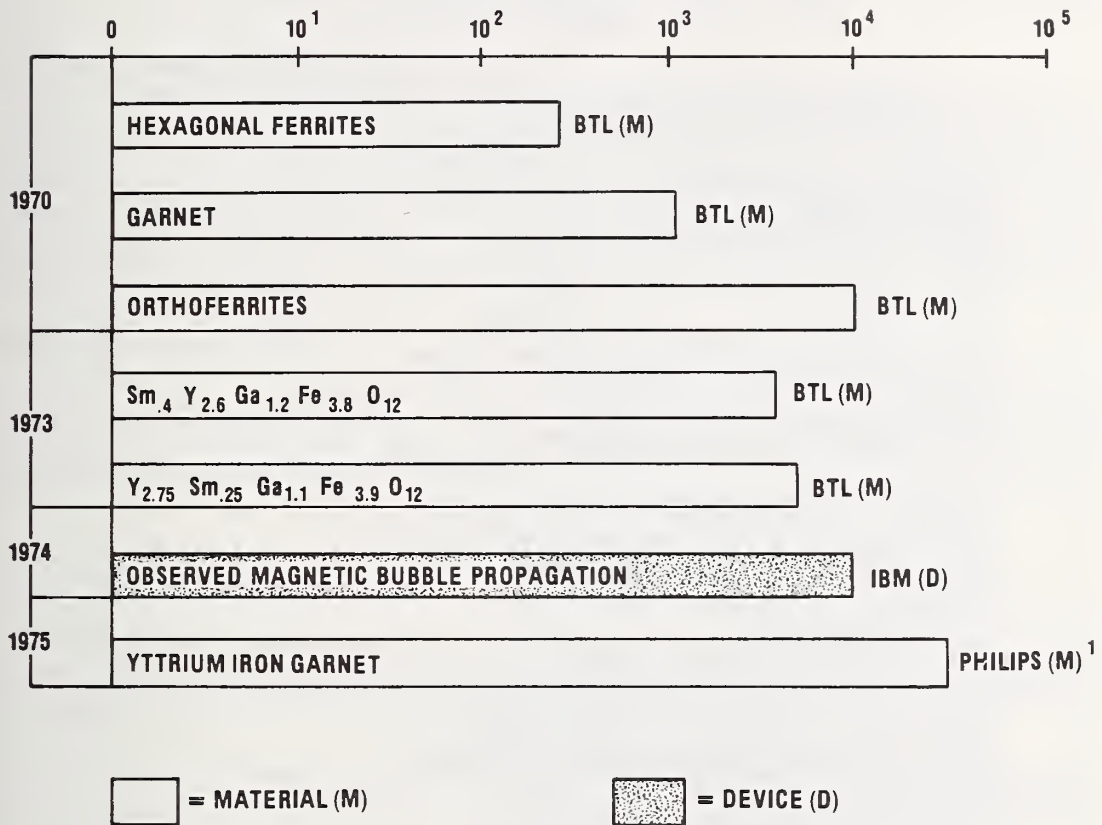 0 10¹ 10² 10³ 10⁴ 10⁵
HEXAGONAL FERRITES BTL (M)
1970
GARNET BTL (M)
ORTHOFERRITES BTL (M)
Sm.4 Y2.6 Ga1.2 Fe3.8 O12 BTL (M)
1973
Y2.75 Sm.25 Ga1.1 Fe3.9 O12 BTL (M)
1974
OBSERVED MAGNETIC BUBBLE PROPAGATION IBM (D)
1975
YTTRIUM IRON GARNET PHILIPS (M)¹
= MATERIAL (M) = DEVICE (D)